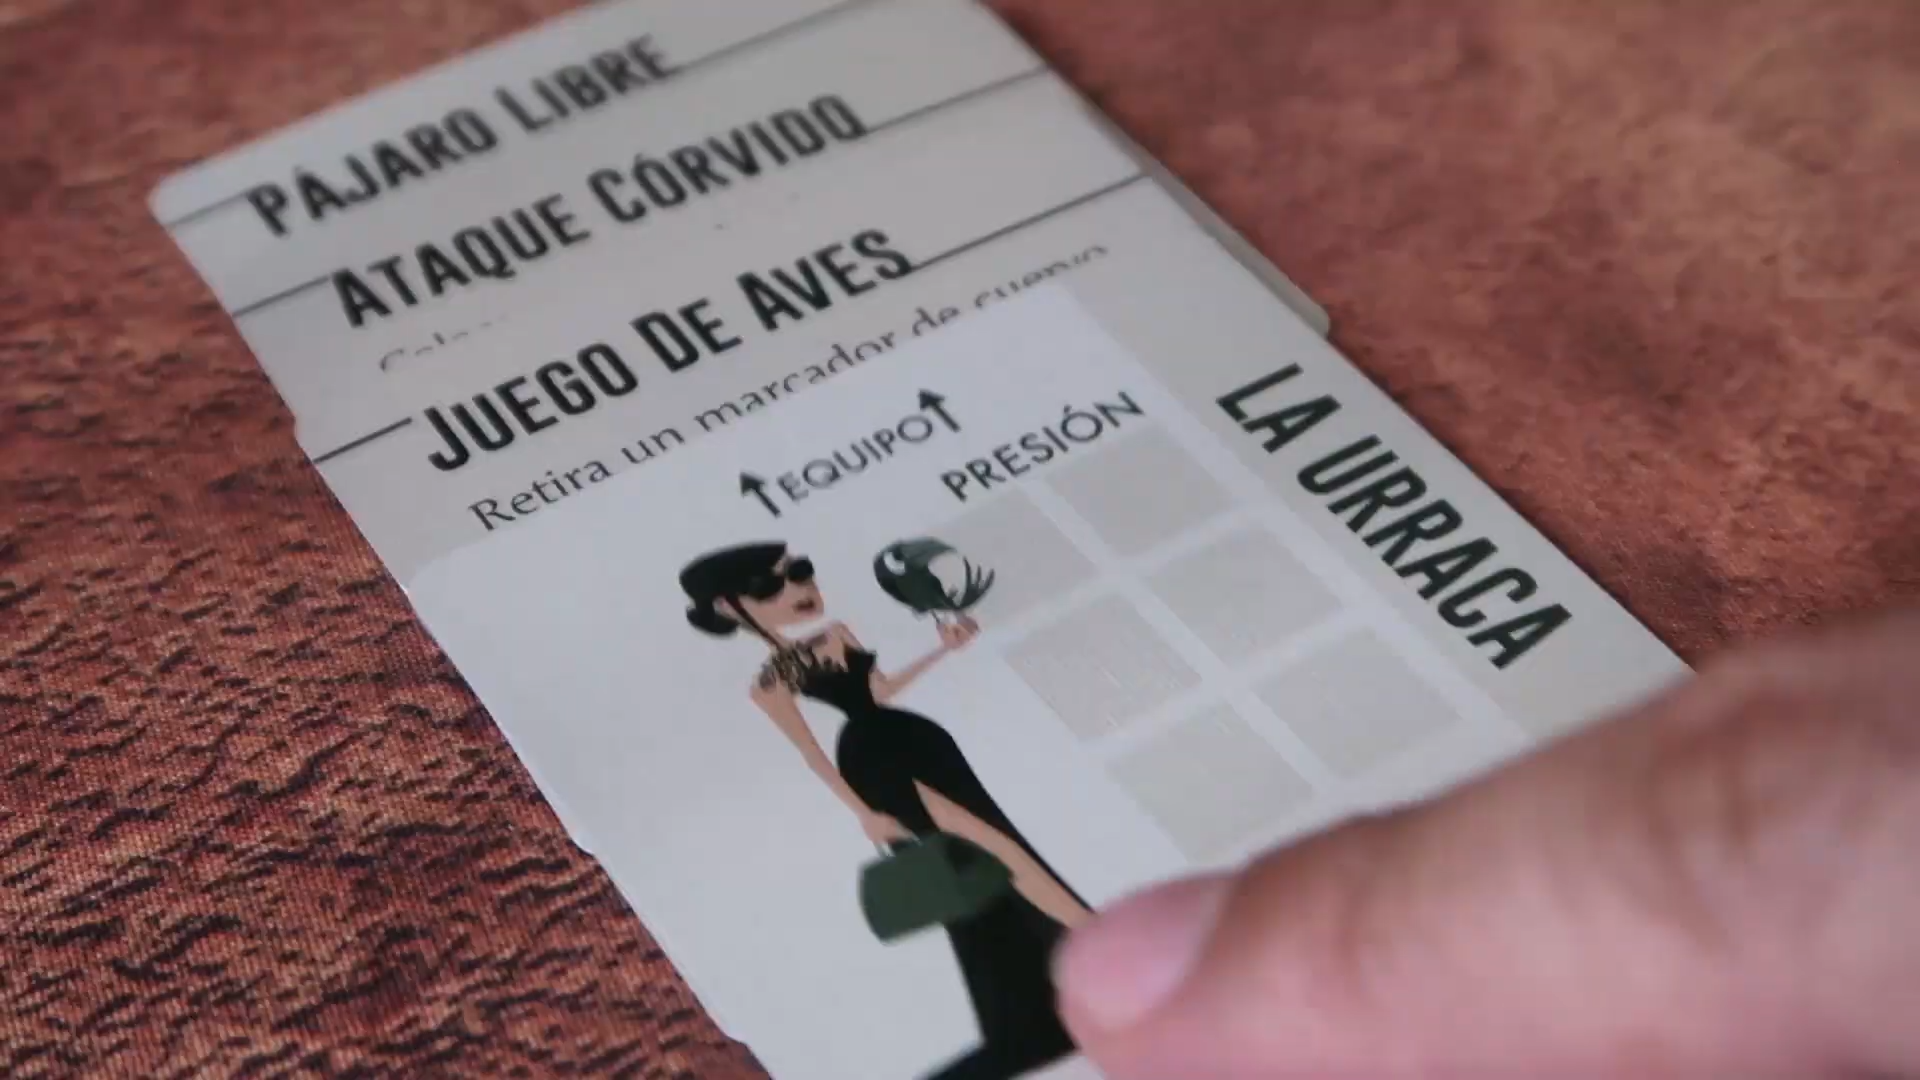 PÁJARO LIBRE
ATAQUE CÓRVIDO
JUEGO DE AVES
Retira un marcador de cuervo
↑EQUIPO↑
PRESIÓN
LA URRACA